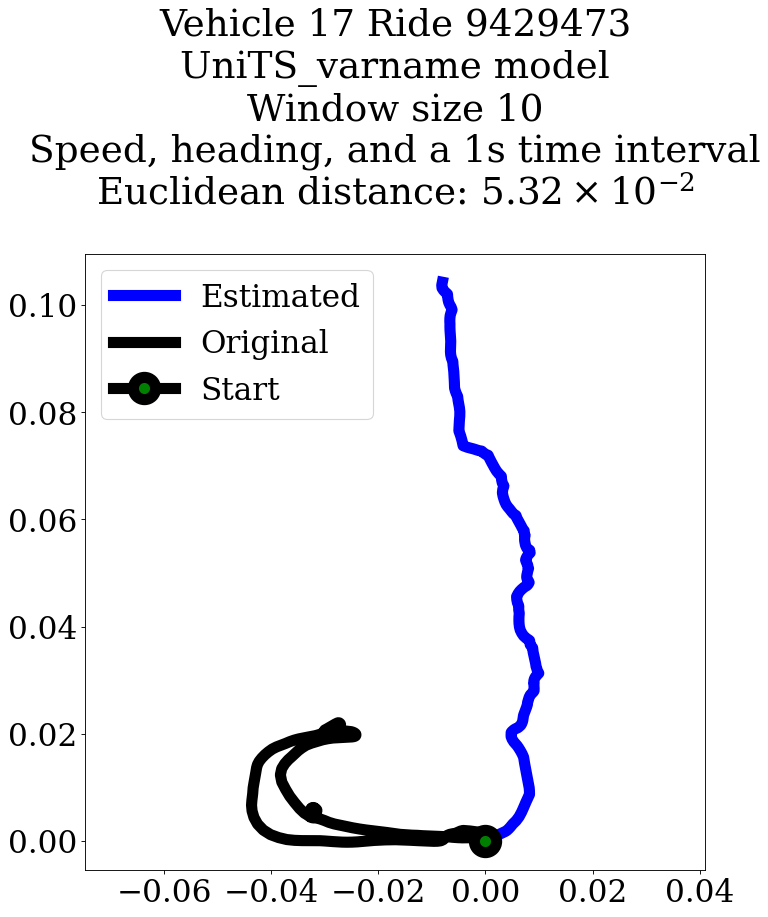 Vehicle 17 Ride 9429473
UniTS_varname model
Window size 10
Speed, heading, and a 1s time interval
Euclidean distance: 5.32 × 10⁻²
Estimated
Original
Start
0.10
0.08
0.06
0.04
0.02
0.00
−0.06 −0.04 −0.02 0.00 0.02 0.04